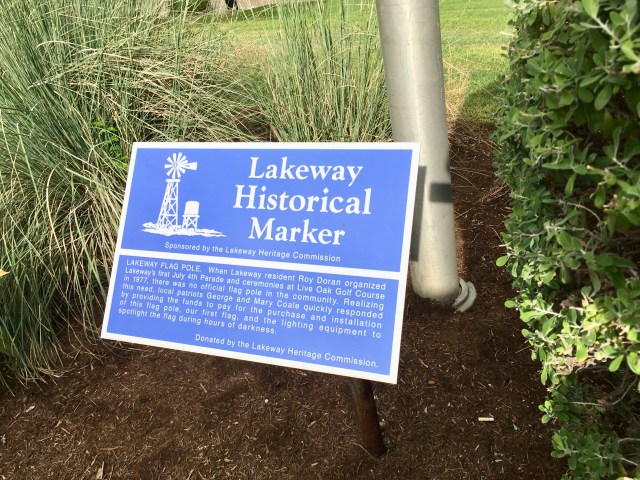 Lakeway
Historical
Marker
Sponsored by the Lakeway Heritage Commission
LAKEWAY FLAG POLE. When Lakeway resident Roy Doran organized
Lakeway's first July 4th Parade and ceremonies at Live Oak Golf Course
in 1977, there was no official flag pole in the community. Realizing
this need, local patriots George and Mary Coale quickly responded
by providing the funds to pay for the purchase and installation
of this flag pole, our first flag, and the lighting equipment to
spotlight the flag during hours of darkness.
Donated by the Lakeway Heritage Commission.